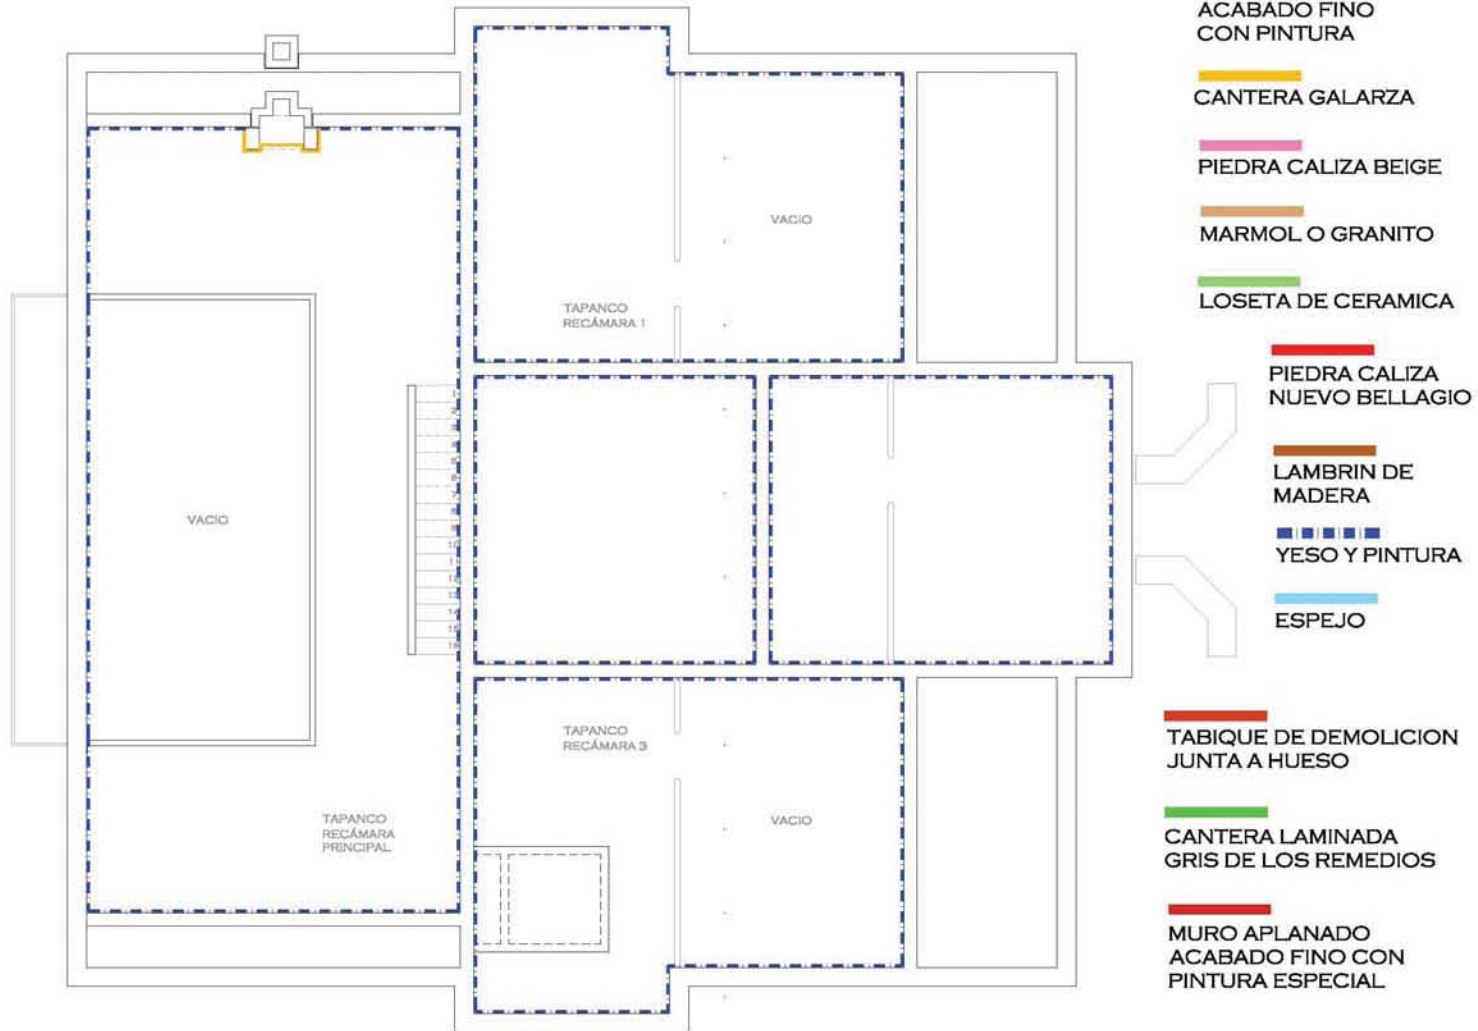 ACABADO FINO
CON PINTURA
CANTERA GALARZA
PIEDRA CALIZA BEIGE
MARMOL O GRANITO
LOSETA DE CERAMICA
PIEDRA CALIZA
NUEVO BELLAGIO
LAMBRIN DE
MADERA
YESO Y PINTURA
ESPEJO
TABIQUE DE DEMOLICION
JUNTA A HUESO
CANTERA LAMINADA
GRIS DE LOS REMEDIOS
MURO APLANADO
ACABADO FINO CON
PINTURA ESPECIAL
VACIO
TAPANCO
RECÁMARA 1
VACIO
TAPANCO
RECÁMARA 3
VACIO
TAPANCO
RECÁMARA
PRINCIPAL